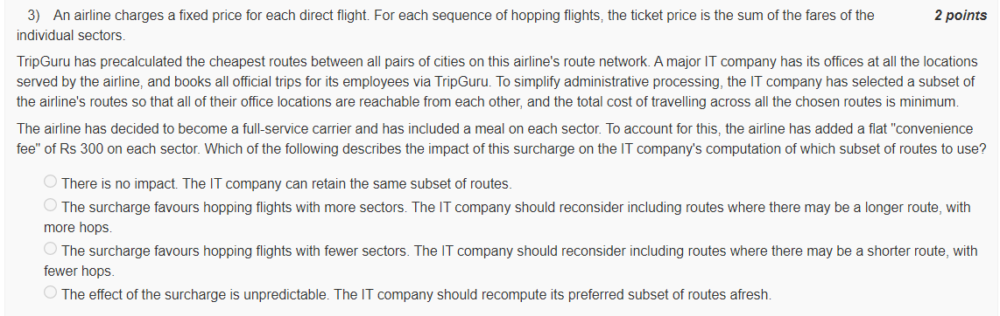 3) An airline charges a fixed price for each direct flight. For each sequence of hopping flights, the ticket price is the sum of the fares of the 2 points
individual sectors.
TripGuru has precalculated the cheapest routes between all pairs of cities on this airline's route network. A major IT company has its offices at all the locations
served by the airline, and books all official trips for its employees via TripGuru. To simplify administrative processing, the IT company has selected a subset of
the airline's routes so that all of their office locations are reachable from each other, and the total cost of travelling across all the chosen routes is minimum.
The airline has decided to become a full-service carrier and has included a meal on each sector. To account for this, the airline has added a flat "convenience
fee" of Rs 300 on each sector. Which of the following describes the impact of this surcharge on the IT company's computation of which subset of routes to use?
There is no impact. The IT company can retain the same subset of routes.
The surcharge favours hopping flights with more sectors. The IT company should reconsider including routes where there may be a longer route, with
more hops.
The surcharge favours hopping flights with fewer sectors. The IT company should reconsider including routes where there may be a shorter route, with
fewer hops.
The effect of the surcharge is unpredictable. The IT company should recompute its preferred subset of routes afresh.